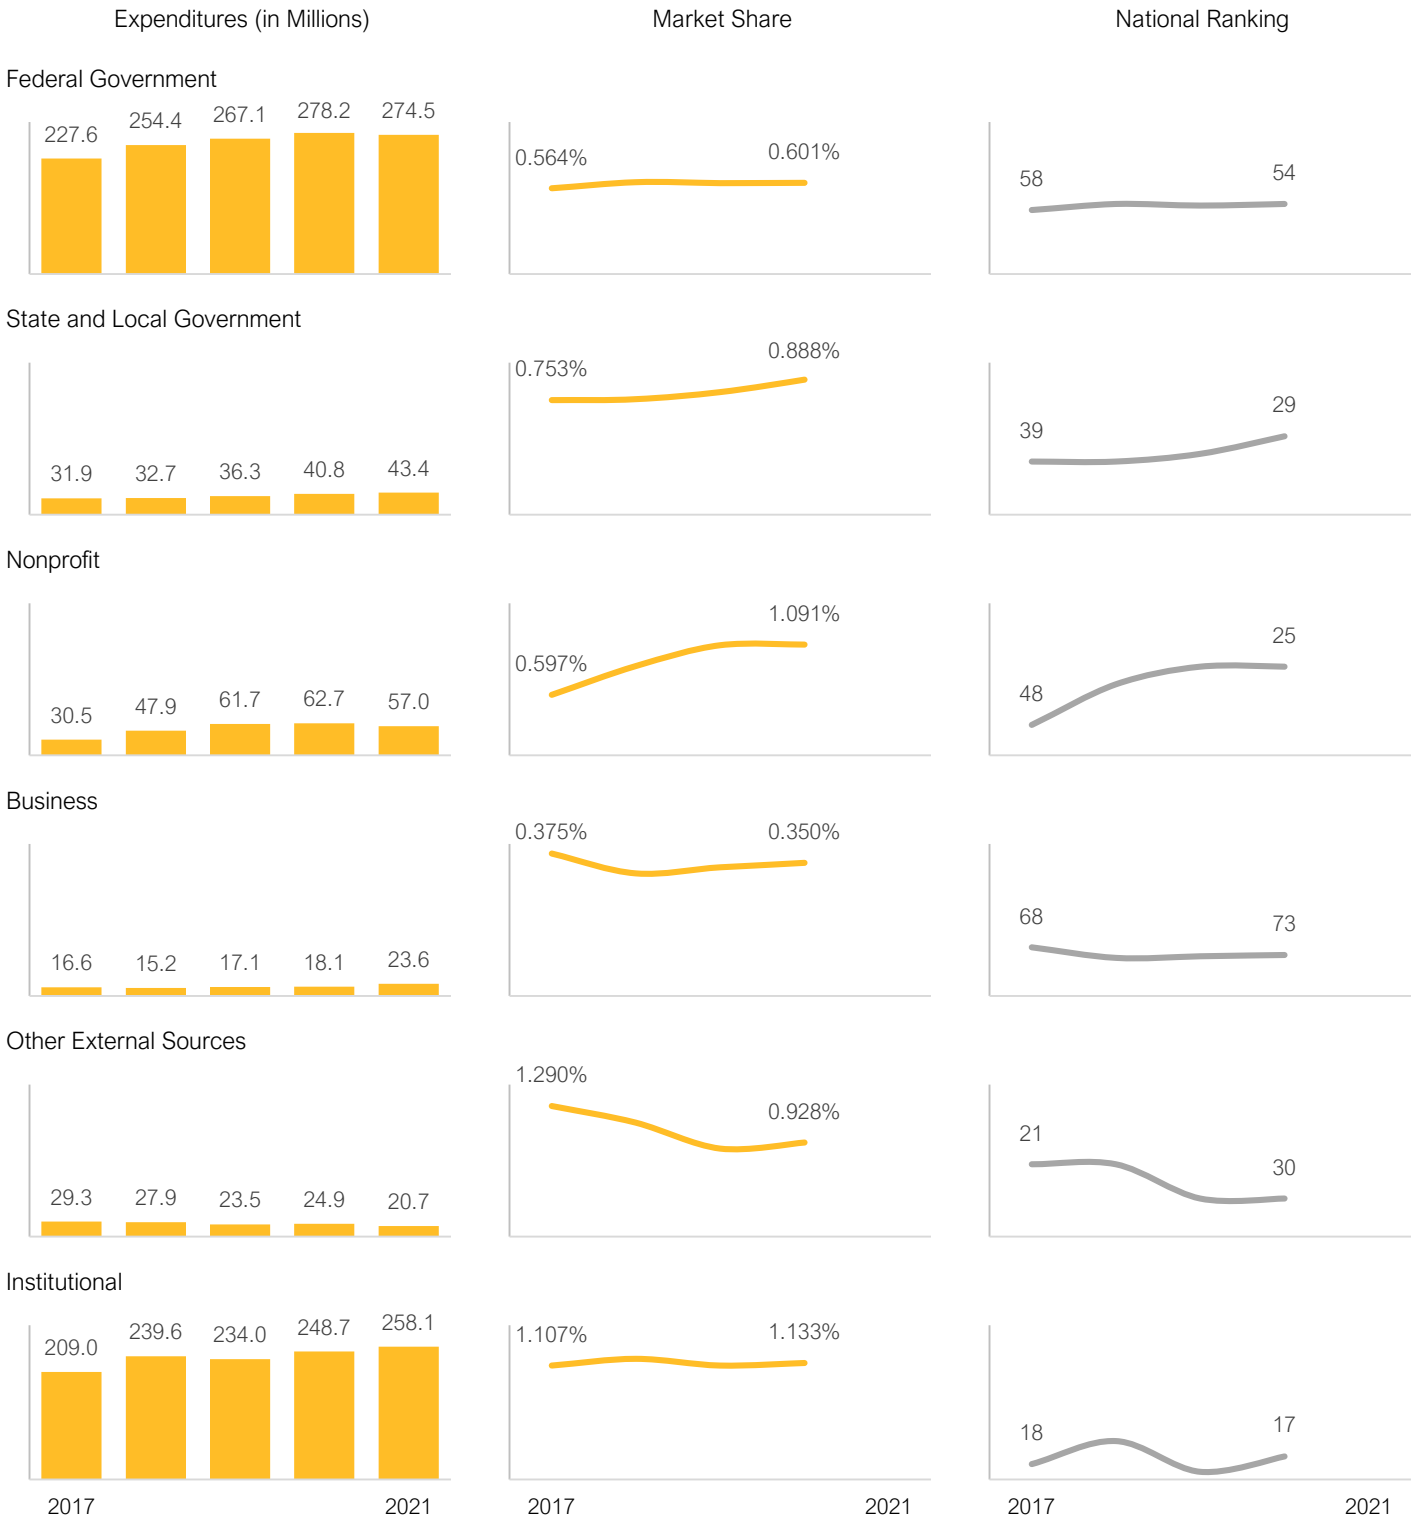 Expenditures (in Millions) Market Share National Ranking
Federal Government
227.6 254.4 267.1 278.2 274.5
0.564% 0.601%
58 54
State and Local Government
31.9 32.7 36.3 40.8 43.4
0.753% 0.888%
39 29
Nonprofit
30.5 47.9 61.7 62.7 57.0
0.597% 1.091%
48 25
Business
16.6 15.2 17.1 18.1 23.6
0.375% 0.350%
68 73
Other External Sources
29.3 27.9 23.5 24.9 20.7
1.290% 0.928%
21 30
Institutional
209.0 239.6 234.0 248.7 258.1
1.107% 1.133%
18 17
2017 2021 2017 2021 2017 2021